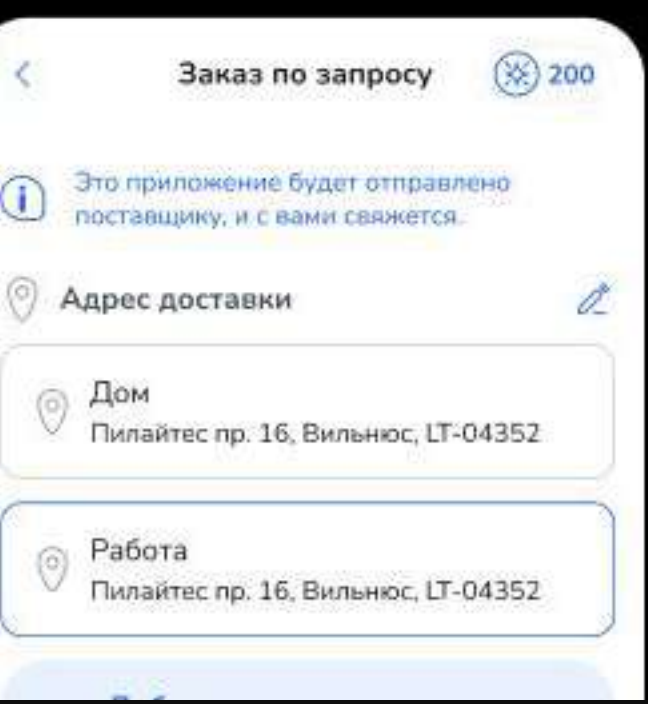 Заказ по запросу 200
Это приложение будет отправлено
поставщику, и с вами свяжется.
Адрес доставки
Дом
Пилайтес пр. 16, Вильнюс, LT-04352
Работа
Пилайтес пр. 16, Вильнюс, LT-04352